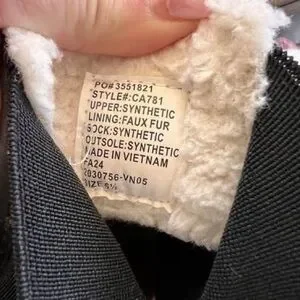 PO#3551821
STYLE#:CA781
UPPER:SYNTHETIC
LINING:FAUX FUR
SOCK:SYNTHETIC
OUTSOLE:SYNTHETIC
MADE IN VIETNAM
FA24
2030756-VN05
SIZE